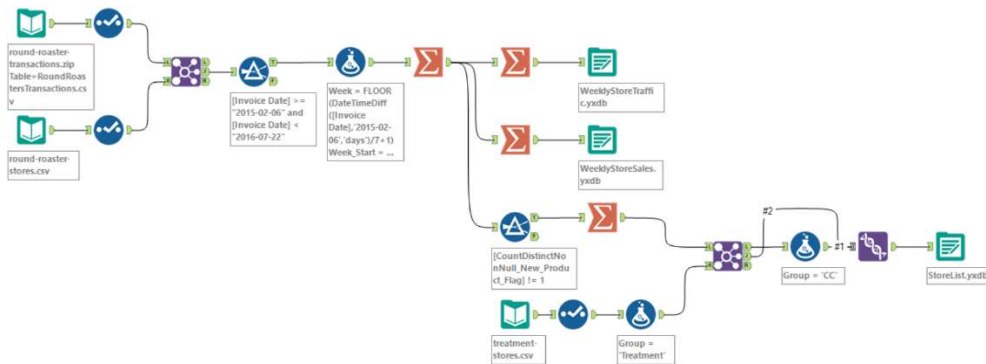 round-roaster-
transactions.zip
Table=RoundRoas
tersTransactions.cs
v
round-roaster-
stores.csv
[Invoice Date] >=
"2015-02-06" and
[Invoice Date] <
"2016-07-22"
Week = FLOOR
(DateTimeDiff
([Invoice
Date],'2015-02-
06','days')/7+1)
Week_Start = ...
WeeklyStoreTraffi
c.yxdb
WeeklyStoreSales.
yxdb
[CountDistinctNo
nNull_New_Produ
ct_Flag] != 1
treatment-
stores.csv
Group =
'Treatment'
#2
#1
Group = 'CC'
StoreList.yxdb